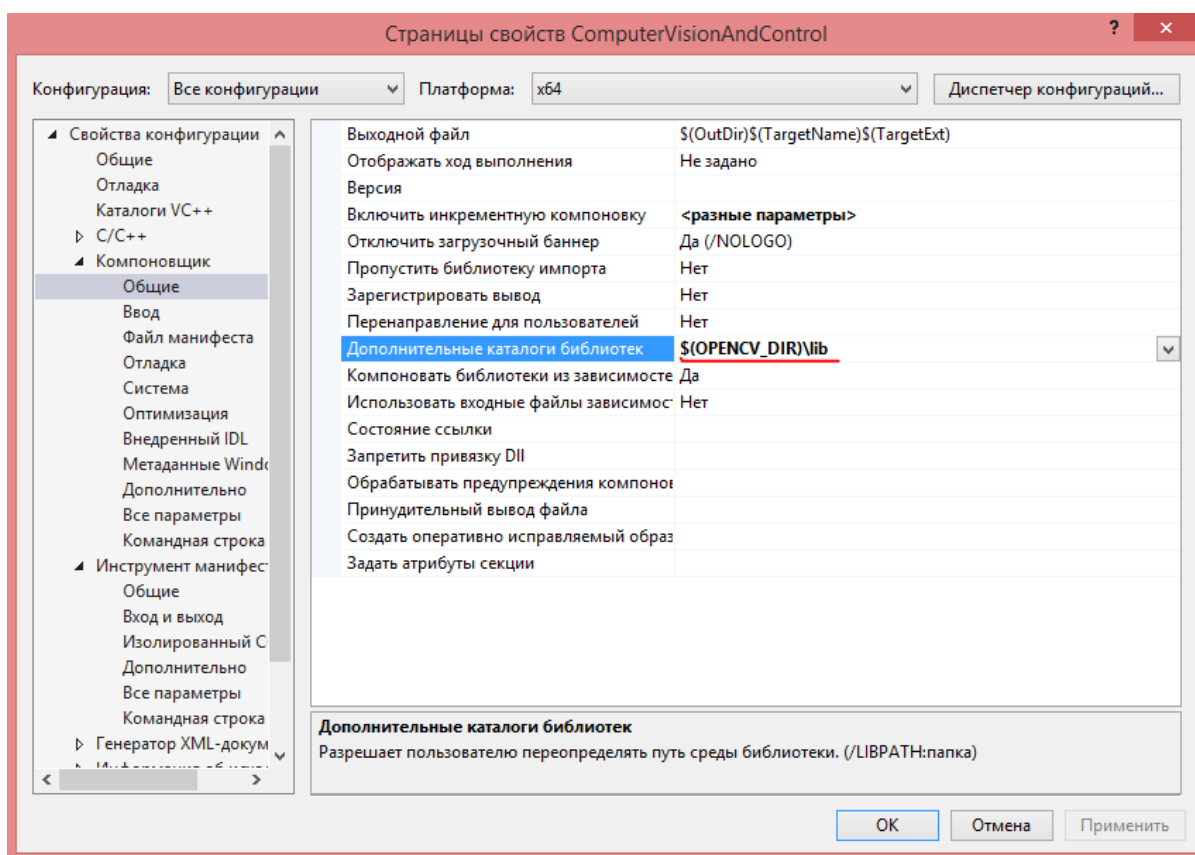 Страницы свойств ComputerVisionAndControl
? ×
Конфигурация: Все конфигурации Платформа: x64 Диспетчер конфигураций...
Свойства конфигурации
Общие
Отладка
Каталоги VC++
C/C++
Компоновщик
Общие
Ввод
Файл манифеста
Отладка
Система
Оптимизация
Внедренный IDL
Метаданные Windo
Дополнительно
Все параметры
Командная строка
Инструмент манифест
Общие
Вход и выход
Изолированный C
Дополнительно
Все параметры
Командная строка
Генератор XML-докум
Выходной файл $(OutDir)$(TargetName)$(TargetExt)
Отображать ход выполнения Не задано
Версия
Включить инкрементную компоновку <разные параметры>
Отключить загрузочный баннер Да (/NOLOGO)
Пропустить библиотеку импорта Нет
Зарегистрировать вывод Нет
Перенаправление для пользователей Нет
Дополнительные каталоги библиотек $(OPENCV_DIR)\lib
Компоновать библиотеки из зависимосте Да
Использовать входные файлы зависимост Нет
Состояние ссылки
Запретить привязку Dll
Обрабатывать предупреждения компонов
Принудительный вывод файла
Создать оперативно исправляемый образ
Задать атрибуты секции
Дополнительные каталоги библиотек
Разрешает пользователю переопределять путь среды библиотеки. (/LIBPATH:папка)
ОК Отмена Применить